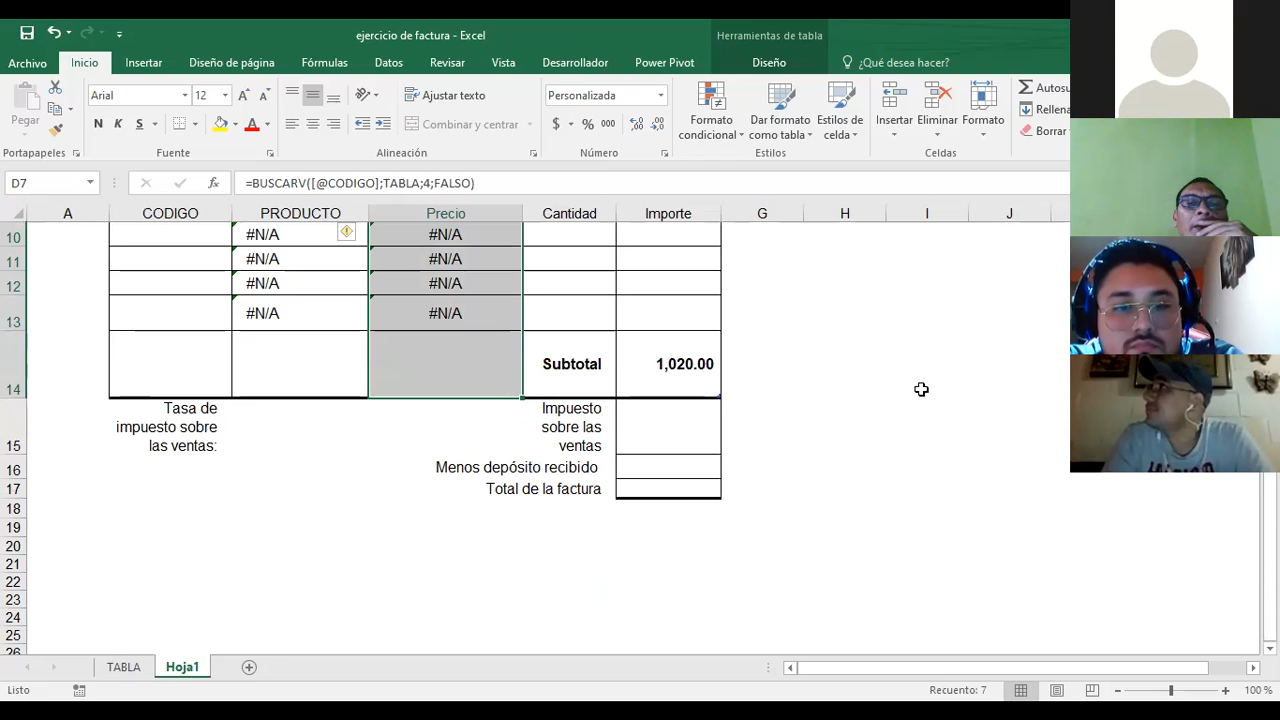 ejercicio de factura - Excel
Herramientas de tabla
Archivo Inicio Insertar Diseño de página Fórmulas Datos Revisar Vista Desarrollador Power Pivot Diseño ¿Qué desea hacer?
Pegar
Arial 12
N K S
Ajustar texto
Combinar y centrar
Personalizada
$ % 000
Formato condicional
Dar formato como tabla
Estilos de celda
Insertar Eliminar Formato
Autosu
Rellena
Borrar
Portapapeles Fuente Alineación Número Estilos Celdas
D7 fx =BUSCARV([@CODIGO];TABLA;4;FALSO)
A CODIGO PRODUCTO Precio Cantidad Importe G H I J
10 #N/A #N/A
11 #N/A #N/A
12 #N/A #N/A
13 #N/A #N/A
14 Subtotal 1,020.00
15 Tasa de impuesto sobre las ventas: Impuesto sobre las ventas
16 Menos depósito recibido
17 Total de la factura
18
19
20
21
22
23
24
25
26
TABLA Hoja1
Listo Recuento: 7 100 %